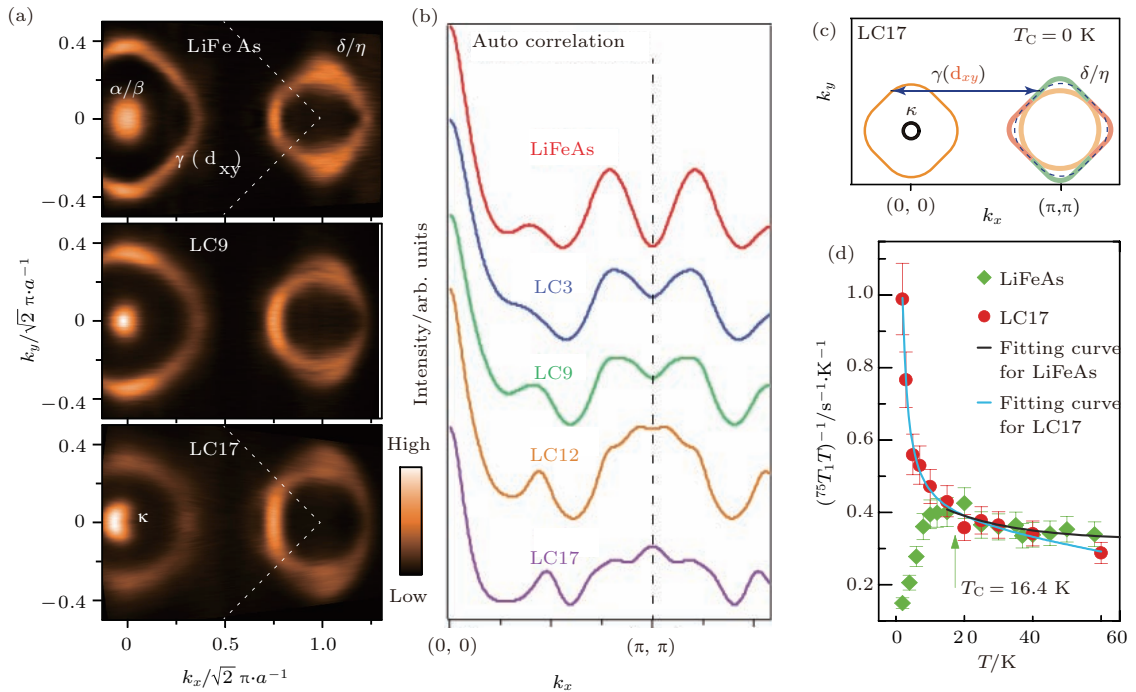 (a)
0.4
0
−0.4
LiFe As
δ/η
α/β
γ ( d_xy )
0.4
0
−0.4
LC9
0.4
0
−0.4
LC17
κ
High
Low
k_y/√2 π·a⁻¹
0
0.5
1.0
k_x/√2 π·a⁻¹
(b)
Auto correlation
LiFeAs
LC3
LC9
LC12
LC17
Intensity/arb. units
(0, 0)
(π, π)
k_x
(c)
LC17
T_C = 0 K
γ(d_xy)
δ/η
κ
k_y
(0, 0)
(π,π)
k_x
(d)
LiFeAs
LC17
Fitting curve
for LiFeAs
Fitting curve
for LC17
1.0
0.8
0.6
0.4
0.2
(⁷⁵T₁T)⁻¹/s⁻¹·K⁻¹
T_C = 16.4 K
0
2 0
40
60
T/K